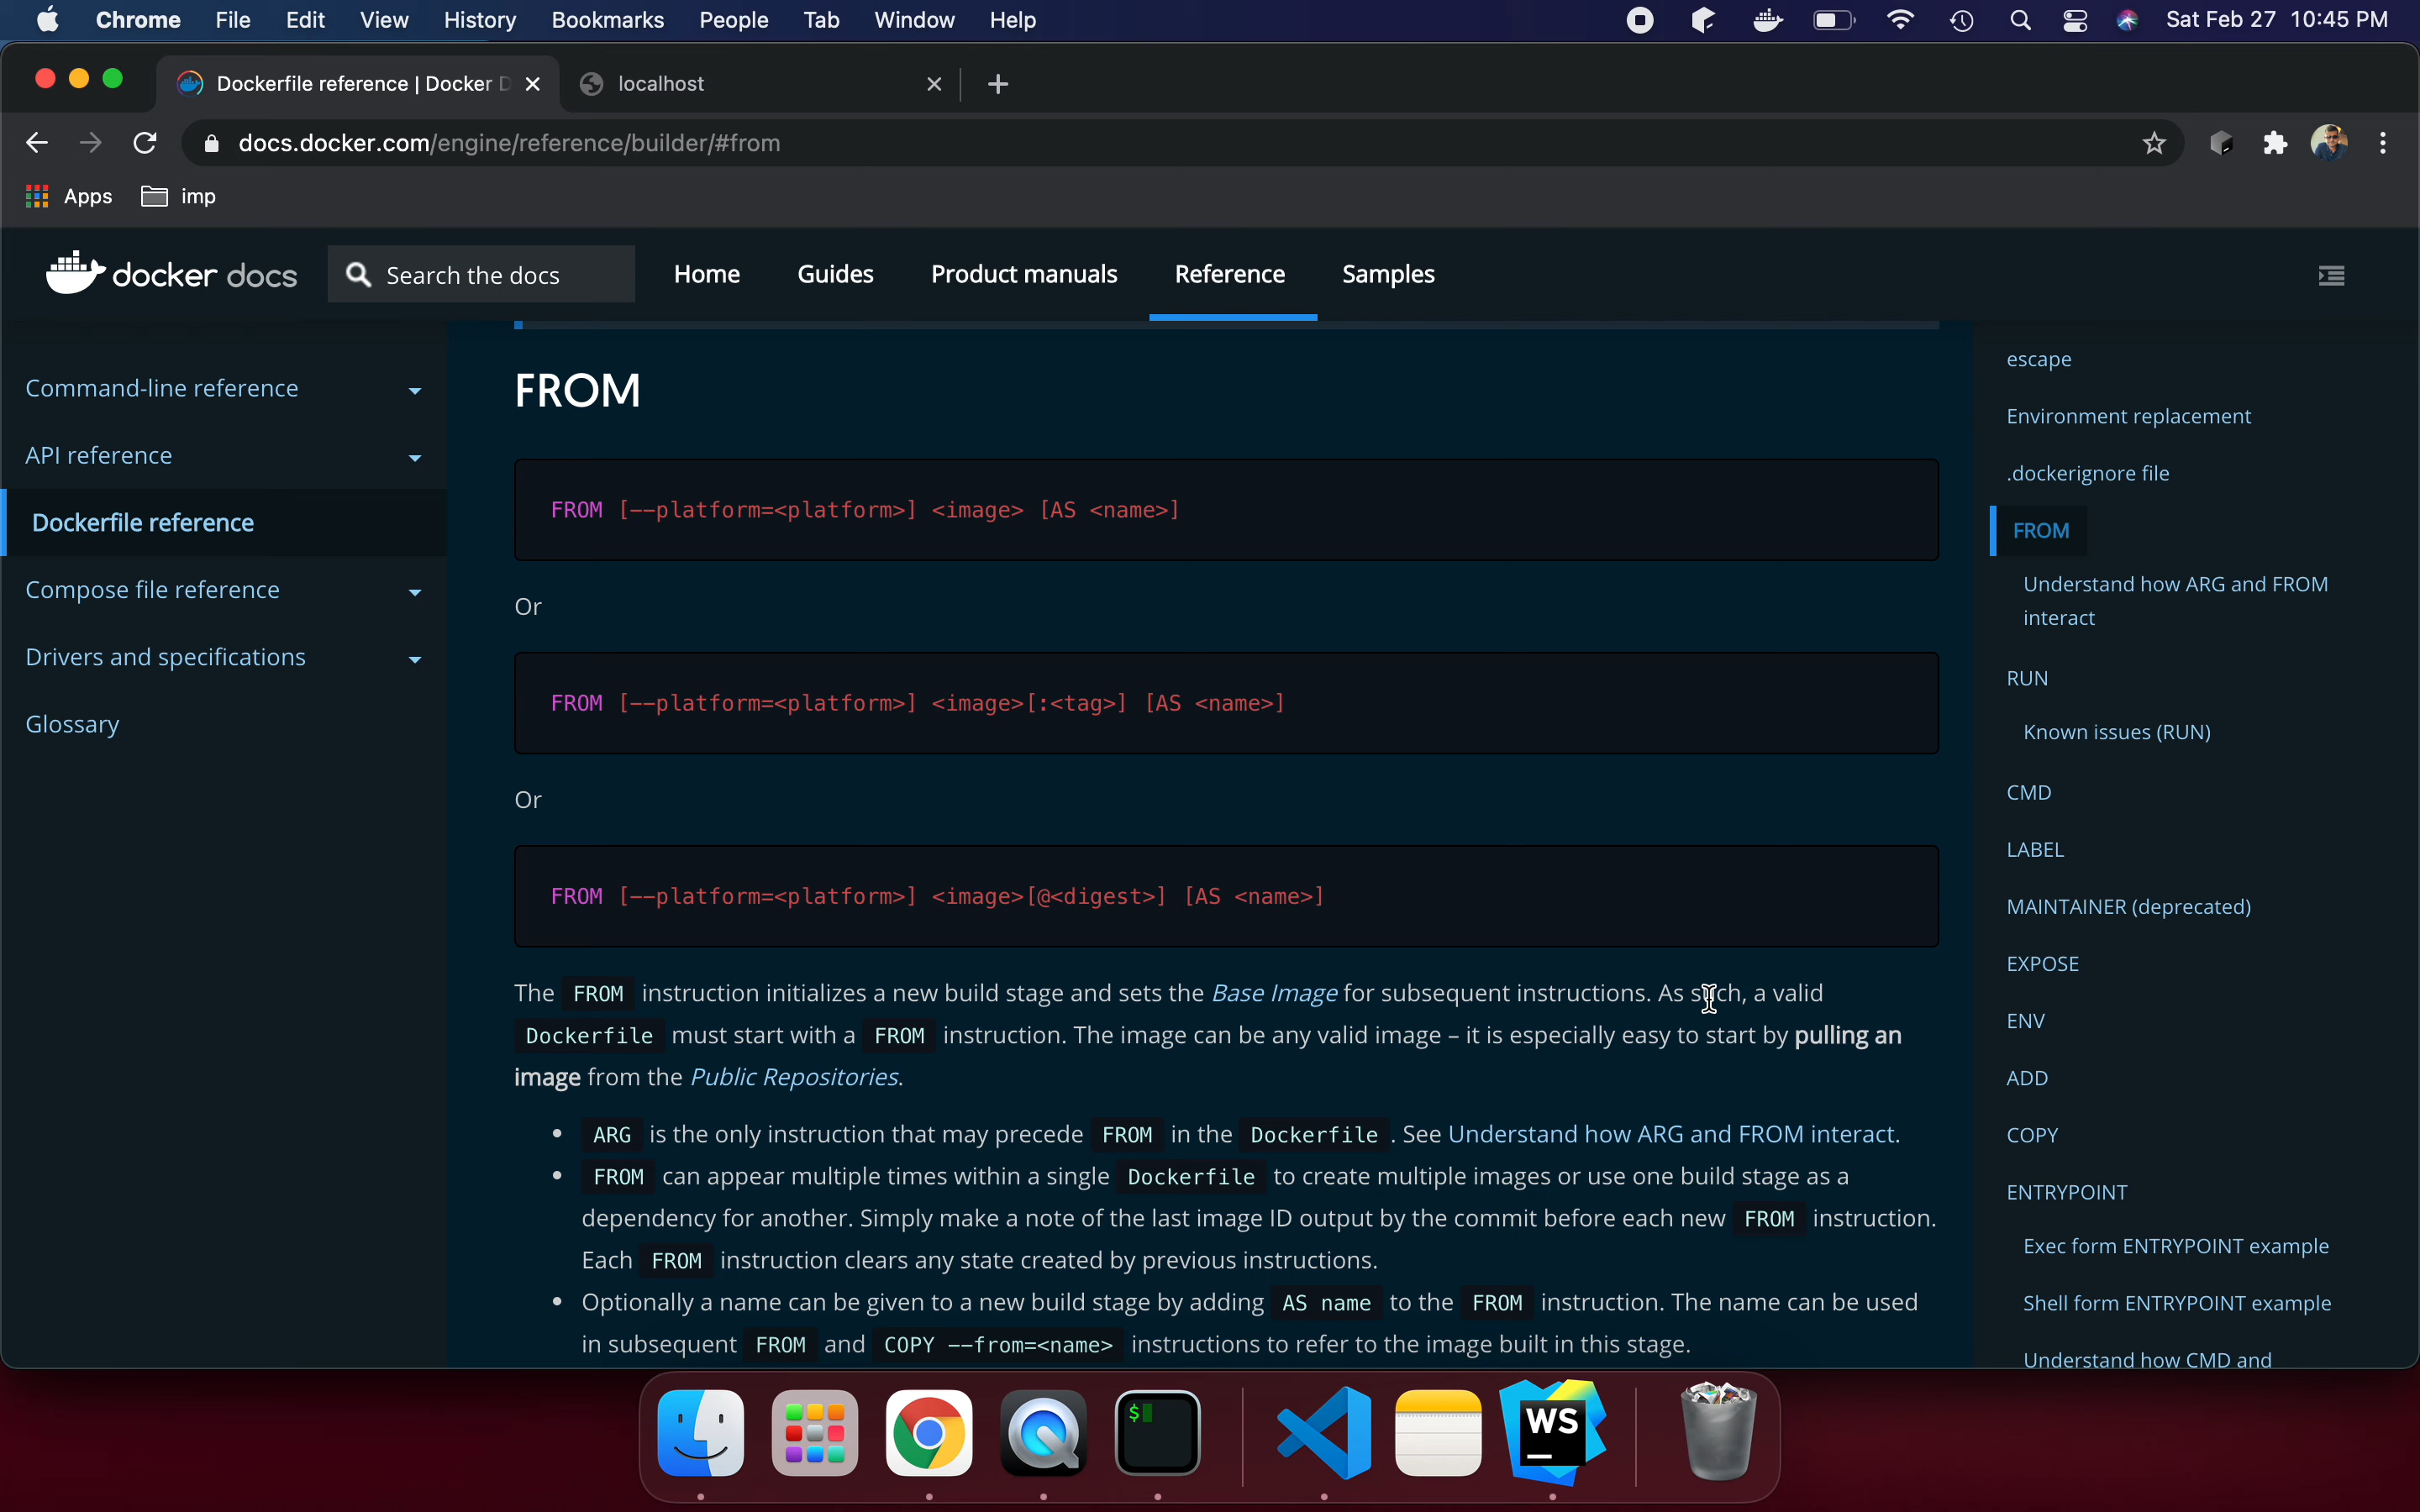 Chrome File Edit View History Bookmarks People Tab Window Help Sat Feb 27 10:45 PM
Dockerfile reference | Docker D localhost
docs.docker.com/engine/reference/builder/#from
Apps imp
docker docs Search the docs Home Guides Product manuals Reference Samples
Command-line reference
API reference
Dockerfile reference
Compose file reference
Drivers and specifications
Glossary
FROM
FROM [--platform=<platform>] <image> [AS <name>]
Or
FROM [--platform=<platform>] <image>[:<tag>] [AS <name>]
Or
FROM [--platform=<platform>] <image>[@<digest>] [AS <name>]
The FROM instruction initializes a new build stage and sets the Base Image for subsequent instructions. As such, a valid
Dockerfile must start with a FROM instruction. The image can be any valid image – it is especially easy to start by pulling an
image from the Public Repositories.
• ARG is the only instruction that may precede FROM in the Dockerfile. See Understand how ARG and FROM interact.
• FROM can appear multiple times within a single Dockerfile to create multiple images or use one build stage as a
dependency for another. Simply make a note of the last image ID output by the commit before each new FROM instruction.
Each FROM instruction clears any state created by previous instructions.
• Optionally a name can be given to a new build stage by adding AS name to the FROM instruction. The name can be used
in subsequent FROM and COPY --from=<name> instructions to refer to the image built in this stage.
escape
Environment replacement
.dockerignore file
FROM
Understand how ARG and FROM
interact
RUN
Known issues (RUN)
CMD
LABEL
MAINTAINER (deprecated)
EXPOSE
ENV
ADD
COPY
ENTRYPOINT
Exec form ENTRYPOINT example
Shell form ENTRYPOINT example
Understand how CMD and
$
WS